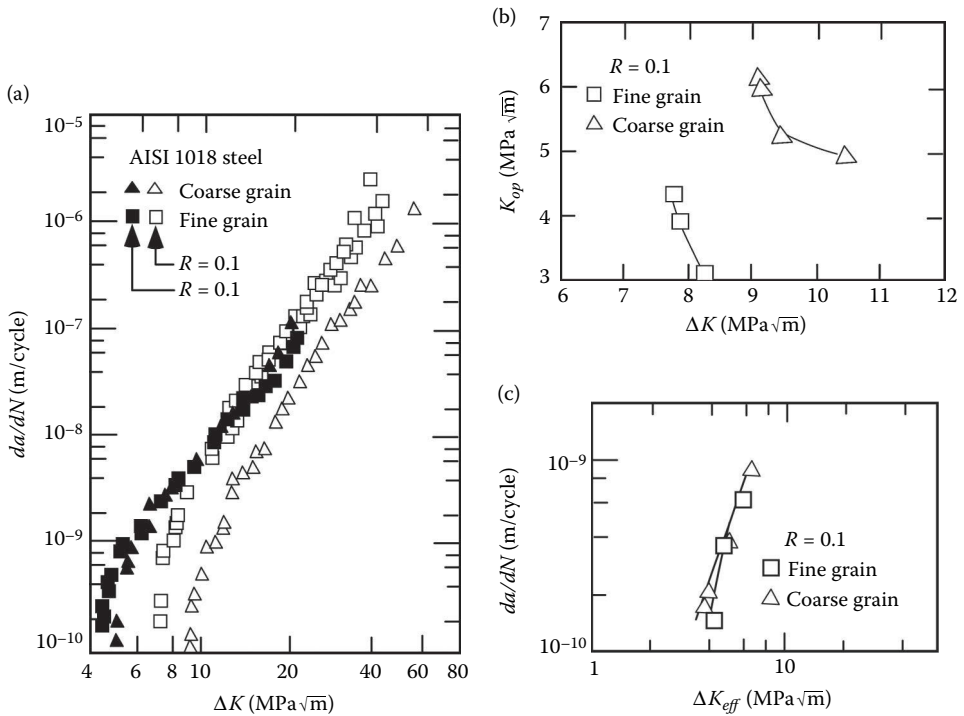 (a)
10⁻⁵
10⁻⁶
10⁻⁷
10⁻⁸
10⁻⁹
10⁻¹⁰
da/dN (m/cycle)
AISI 1018 steel
Coarse grain
Fine grain
R = 0.1
R = 0.1
4 6 8 10 20 40 60 80
ΔK (MPa√m)
(b)
7
6
5
4
3
K_op (MPa √m)
R = 0.1
Fine grain
Coarse grain
6 7 8 9 10 11 12
ΔK (MPa√m)
(c)
10⁻⁹
10⁻¹⁰
da/dN (m/cycle)
R = 0.1
Fine grain
Coarse grain
1 10
ΔK_eff (MPa√m)